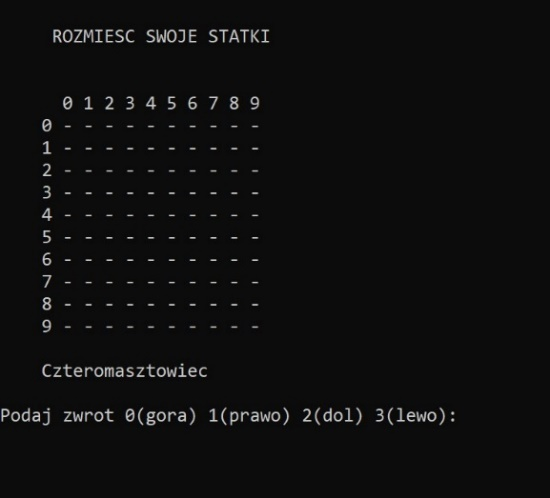 ROZMIESC SWOJE STATKI
0 1 2 3 4 5 6 7 8 9
0 - - - - - - - - - -
1 - - - - - - - - - -
2 - - - - - - - - - -
3 - - - - - - - - - -
4 - - - - - - - - - -
5 - - - - - - - - - -
6 - - - - - - - - - -
7 - - - - - - - - - -
8 - - - - - - - - - -
9 - - - - - - - - - -
Czteromasztowiec
Podaj zwrot 0(gora) 1(prawo) 2(dol) 3(lewo):